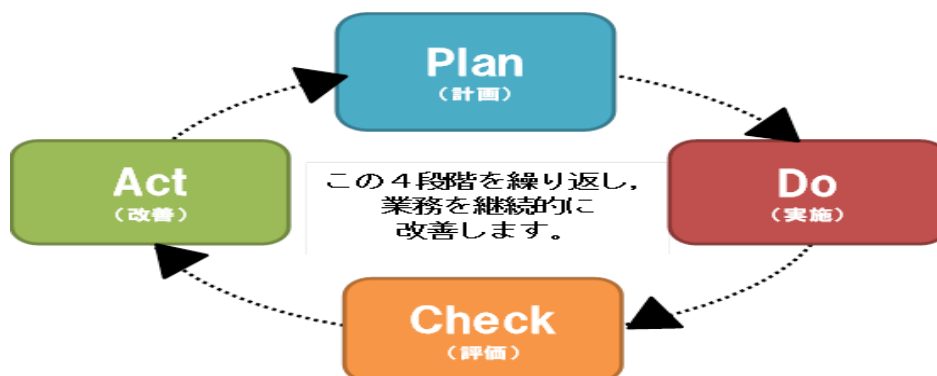 Plan
（計画）
Do
（実施）
Check
（評価）
Act
（改善）
この４段階を繰り返し，
業務を継続的に
改善します。